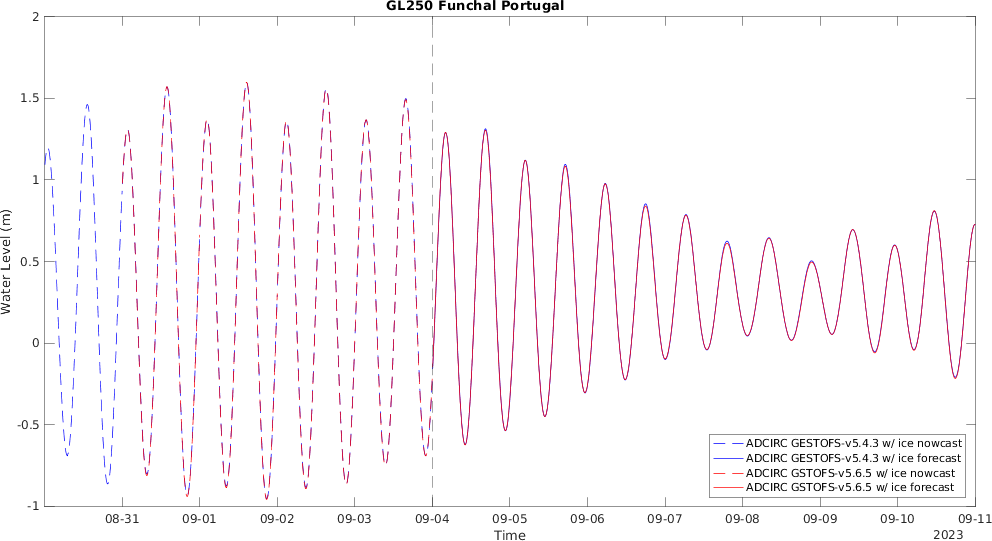 GL250 Funchal Portugal
Water Level (m)
2
1.5
1
0.5
0
-0.5
-1
ADCIRC GESTOFS-v5.4.3 w/ ice nowcast
ADCIRC GESTOFS-v5.4.3 w/ ice forecast
ADCIRC GSTOFS-v5.6.5 w/ ice nowcast
ADCIRC GSTOFS-v5.6.5 w/ ice forecast
08-31 09-01 09-02 09-03 09-04 09-05 09-06 09-07 09-08 09-09 09-10 09-11
Time
2023